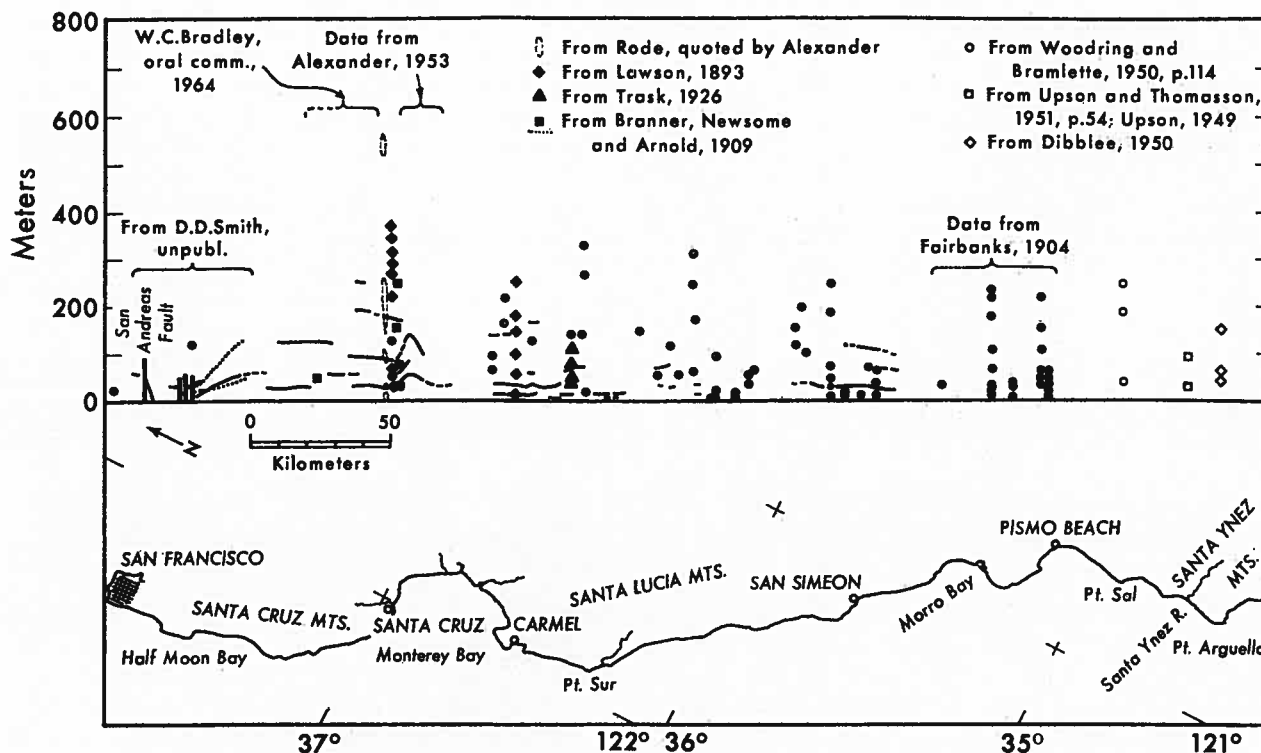 800
600
400
200
0
Meters
W.C.Bradley,
oral comm.,
1964
Data from
Alexander, 1953
From Rode, quoted by Alexander
From Lawson, 1893
From Trask, 1926
From Branner, Newsome
and Arnold, 1909
From Woodring and
Bramlette, 1950, p.114
From Upson and Thomasson,
1951, p.54; Upson, 1949
From Dibblee, 1950
From D.D.Smith,
unpubl.
San
Andreas
Fault
Data from
Fairbanks, 1904
N
0 50
Kilometers
SAN FRANCISCO
SANTA CRUZ MTS.
Half Moon Bay
SANTA CRUZ
Monterey Bay
CARMEL
Pt. Sur
SANTA LUCIA MTS.
SAN SIMEON
Morro Bay
PISMO BEACH
Pt. Sal
SANTA YNEZ
MTS.
Santa Ynez R.
Pt. Arguello
37° 122° 36° 35° 121°